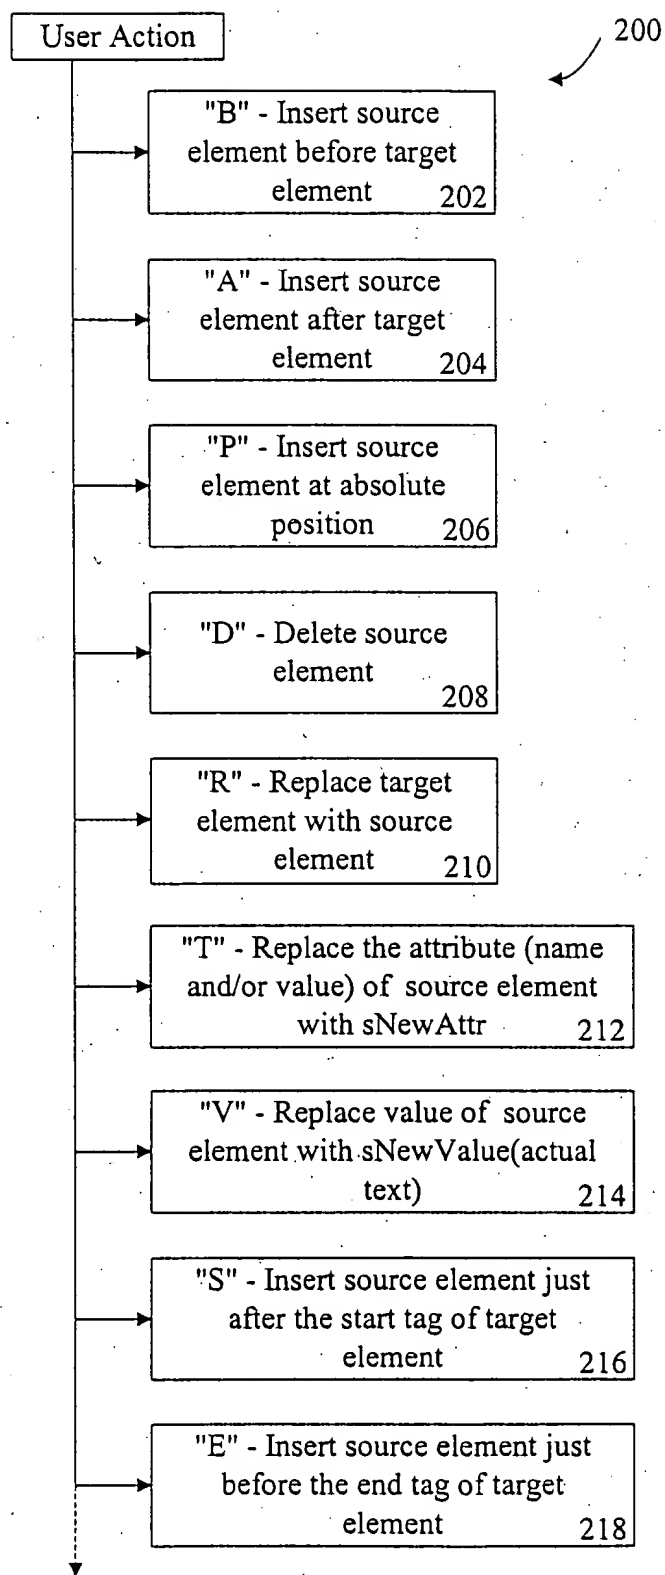 User Action
200
"B" - Insert source
element before target
element
202
"A" - Insert source
element after target
element
204
"P" - Insert source
element at absolute
position
206
"D" - Delete source
element
208
"R" - Replace target
element with source
element
210
"T" - Replace the attribute (name
and/or value) of source element
with sNewAttr
212
"V" - Replace value of source
element with sNewValue(actual
text)
214
"S" - Insert source element just
after the start tag of target
element
216
"E" - Insert source element just
before the end tag of target
element
218